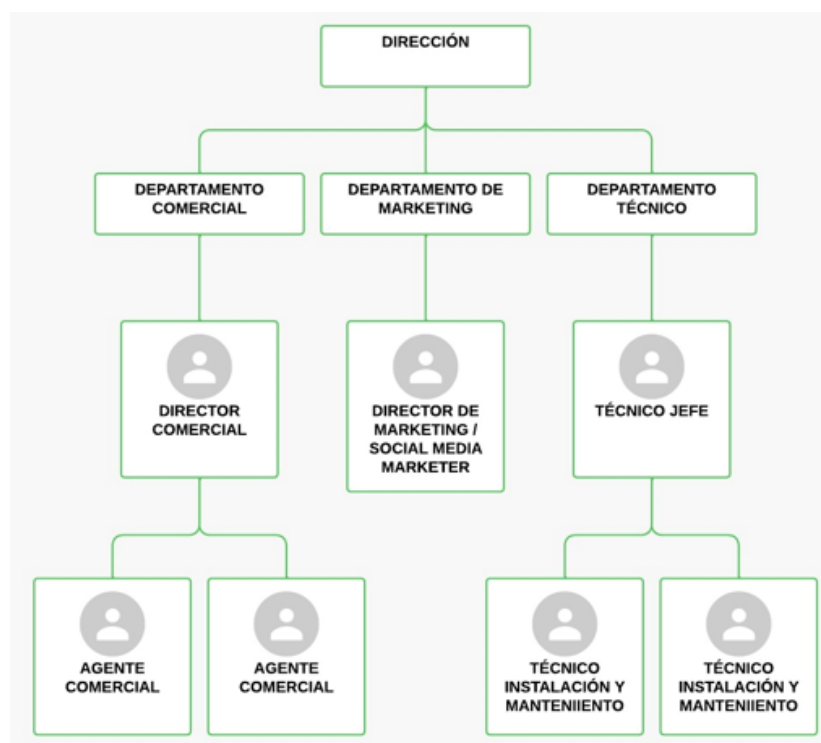 DIRECCIÓN
DEPARTAMENTO
COMERCIAL
DEPARTAMENTO DE
MARKETING
DEPARTAMENTO
TÉCNICO
DIRECTOR
COMERCIAL
DIRECTOR DE
MARKETING /
SOCIAL MEDIA
MARKETER
TÉCNICO JEFE
AGENTE
COMERCIAL
AGENTE
COMERCIAL
TÉCNICO
INSTALACIÓN Y
MANTENIIENTO
TÉCNICO
INSTALACIÓN Y
MANTENIIENTO